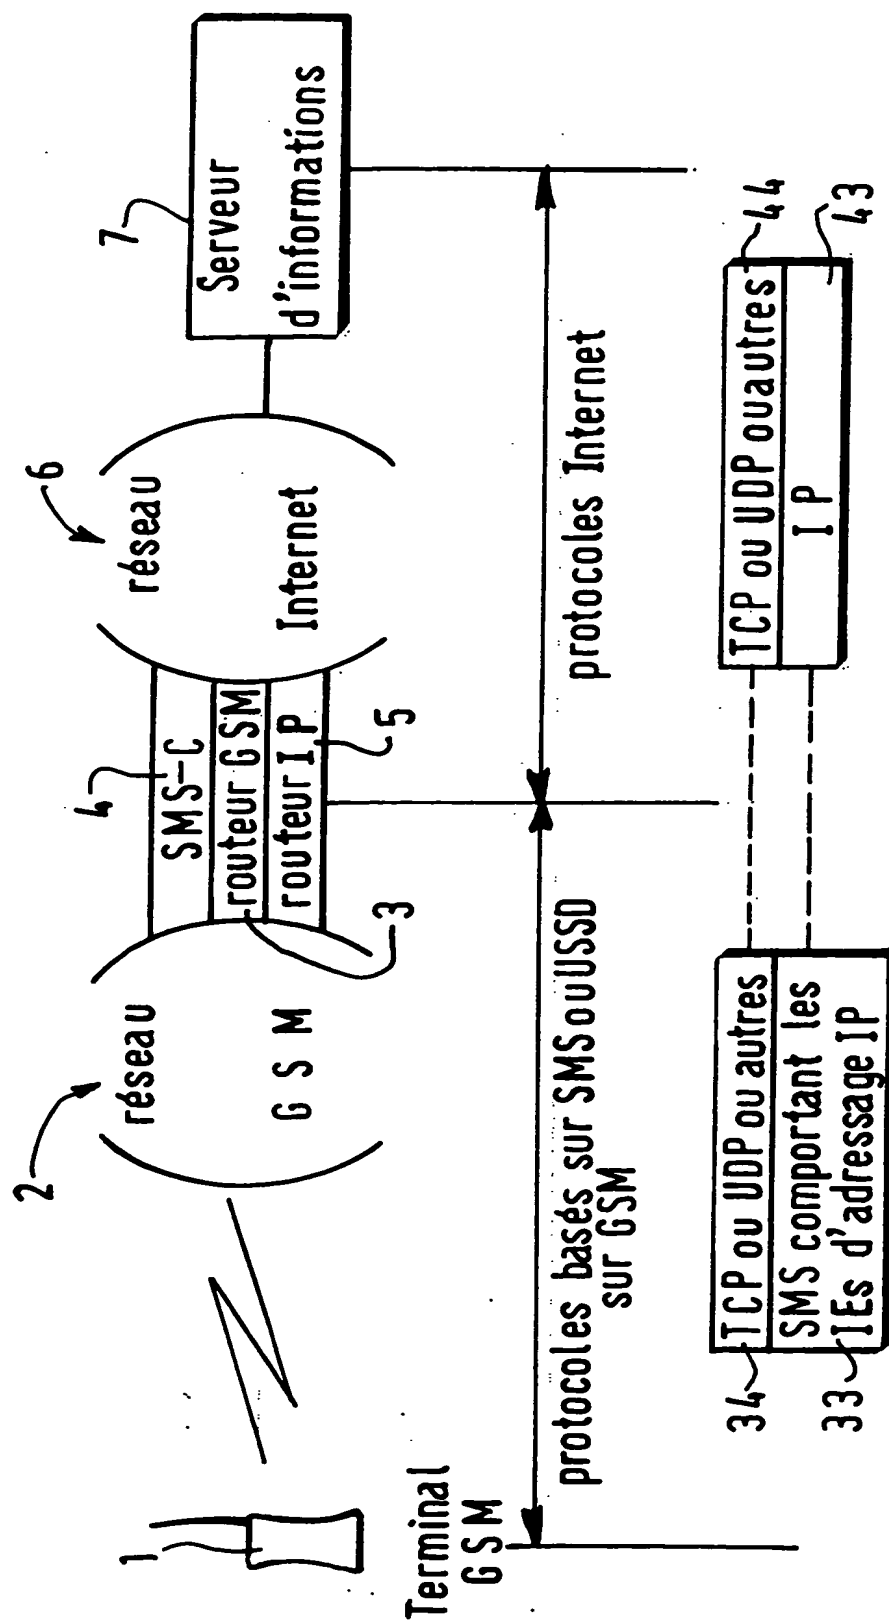 1
Terminal
GSM
2
réseau
GSM
3
4
SMS-C
routeur GSM
routeur IP
5
6
réseau
Internet
7
Serveur
d'informations
protocoles basés sur SMS ou USSD
sur GSM
protocoles Internet
34
TCP ou UDP ou autres
SMS comportant les
IEs d'adressage IP
33
TCP ou UDP ou autres
IP
44
43